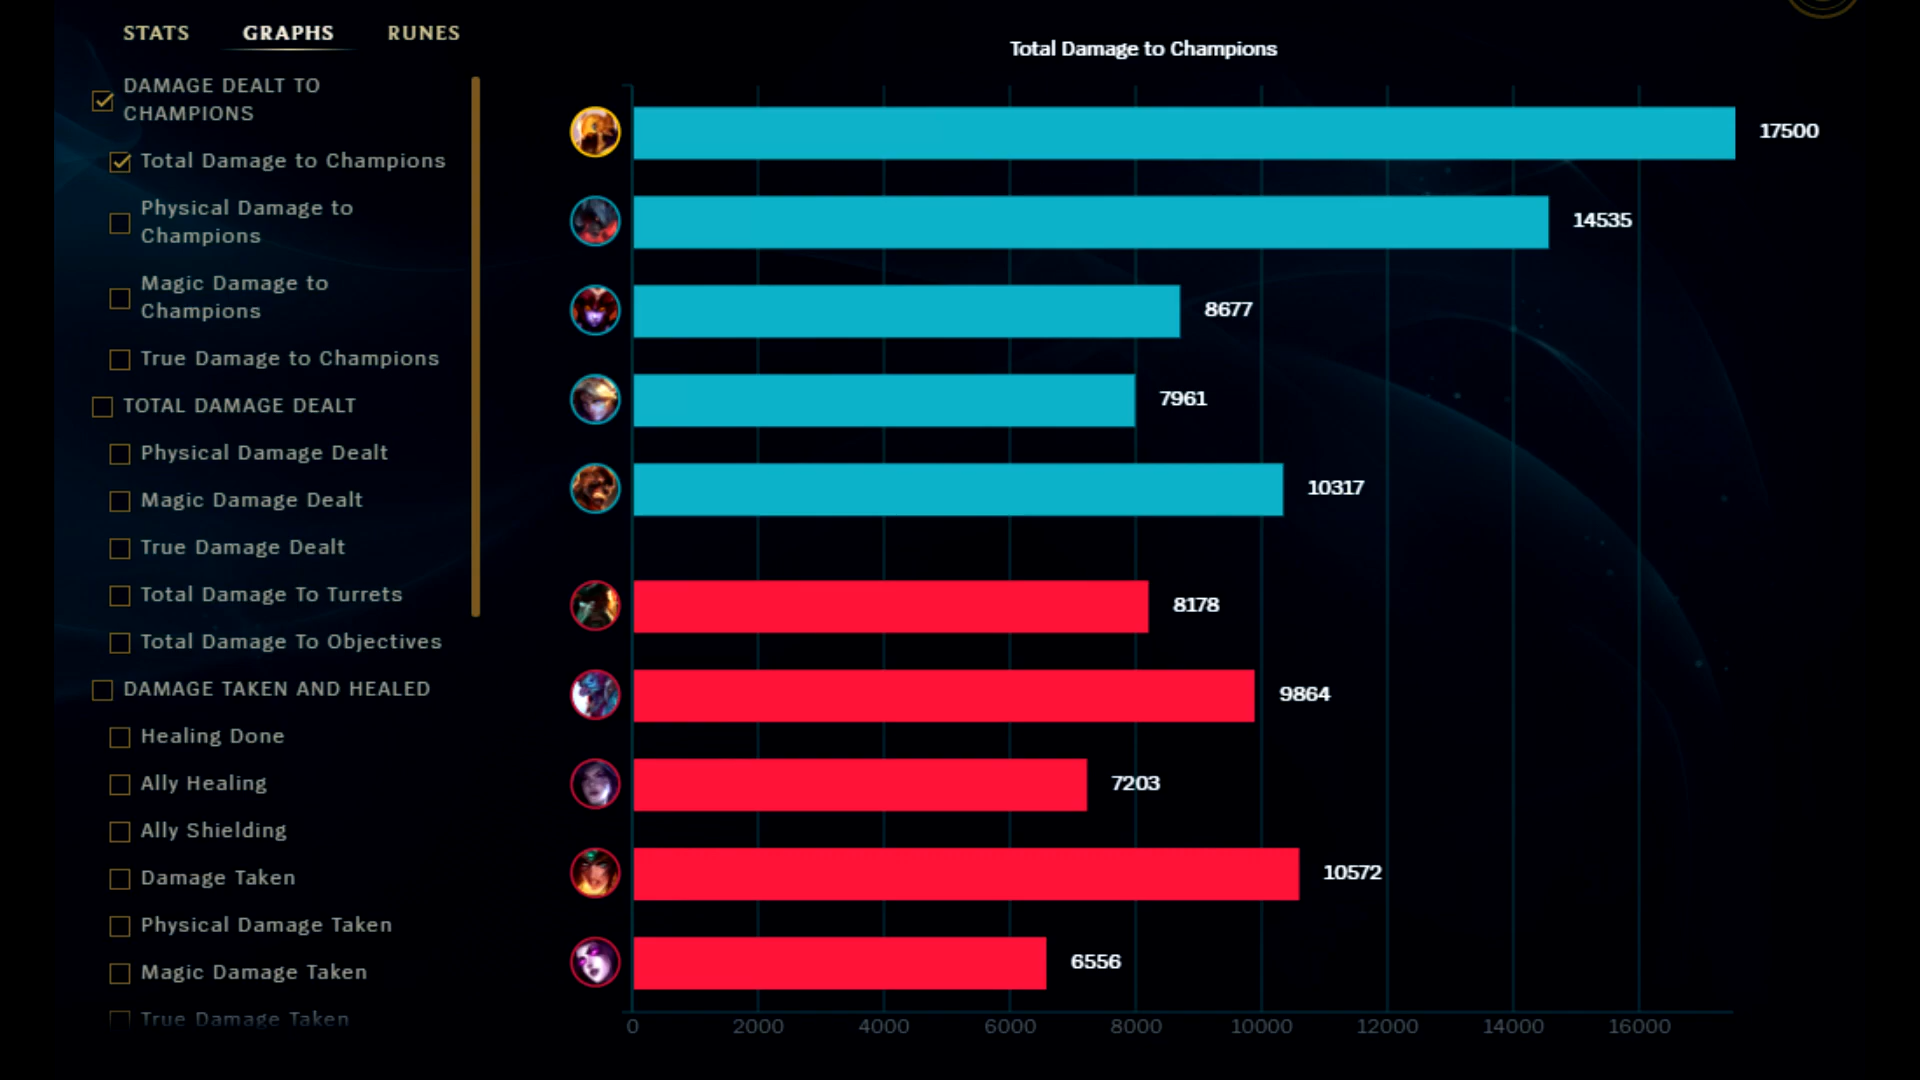 STATS GRAPHS RUNES
DAMAGE DEALT TO
CHAMPIONS
Total Damage to Champions
Physical Damage to
Champions
Magic Damage to
Champions
True Damage to Champions
TOTAL DAMAGE DEALT
Physical Damage Dealt
Magic Damage Dealt
True Damage Dealt
Total Damage To Turrets
Total Damage To Objectives
DAMAGE TAKEN AND HEALED
Healing Done
Ally Healing
Ally Shielding
Damage Taken
Physical Damage Taken
Magic Damage Taken
True Damage Taken
Total Damage to Champions
17500
14535
8677
7961
10317
8178
9864
7203
10572
6556
0 2000 4000 6000 8000 10000 12000 14000 16000